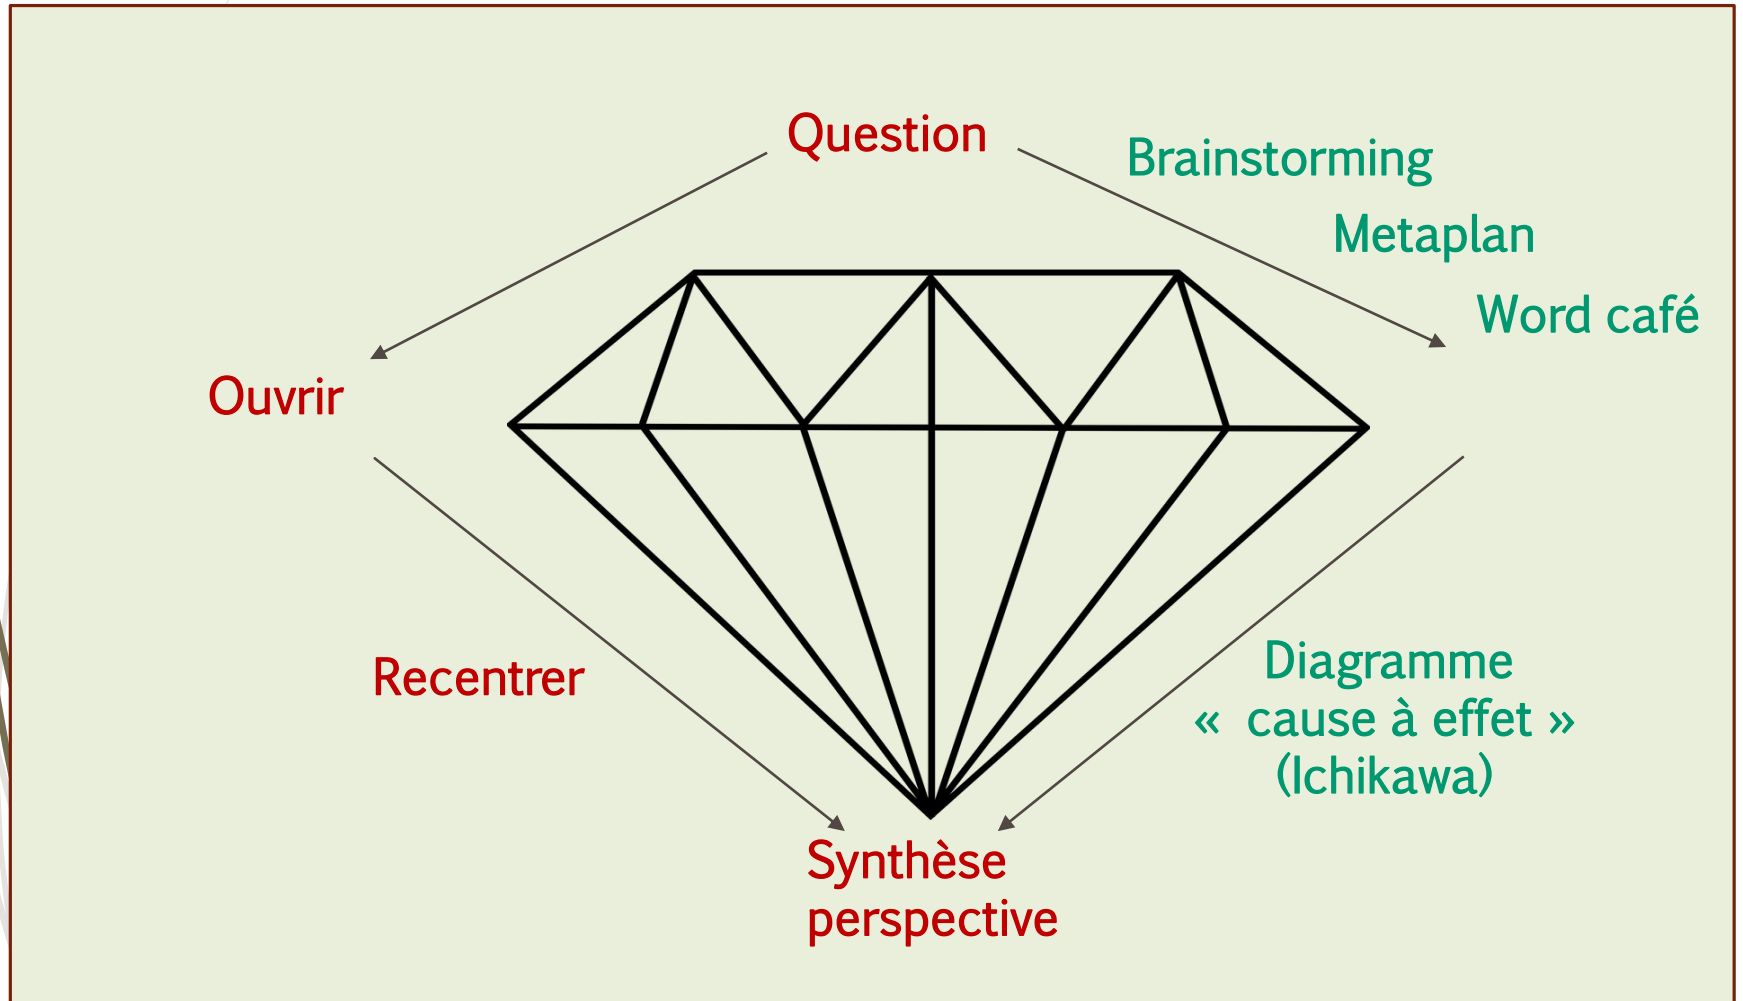 Question
Brainstorming
Metaplan
Word café
Ouvrir
Recentrer
Diagramme
« cause à effet »
(Ichikawa)
Synthèse
perspective